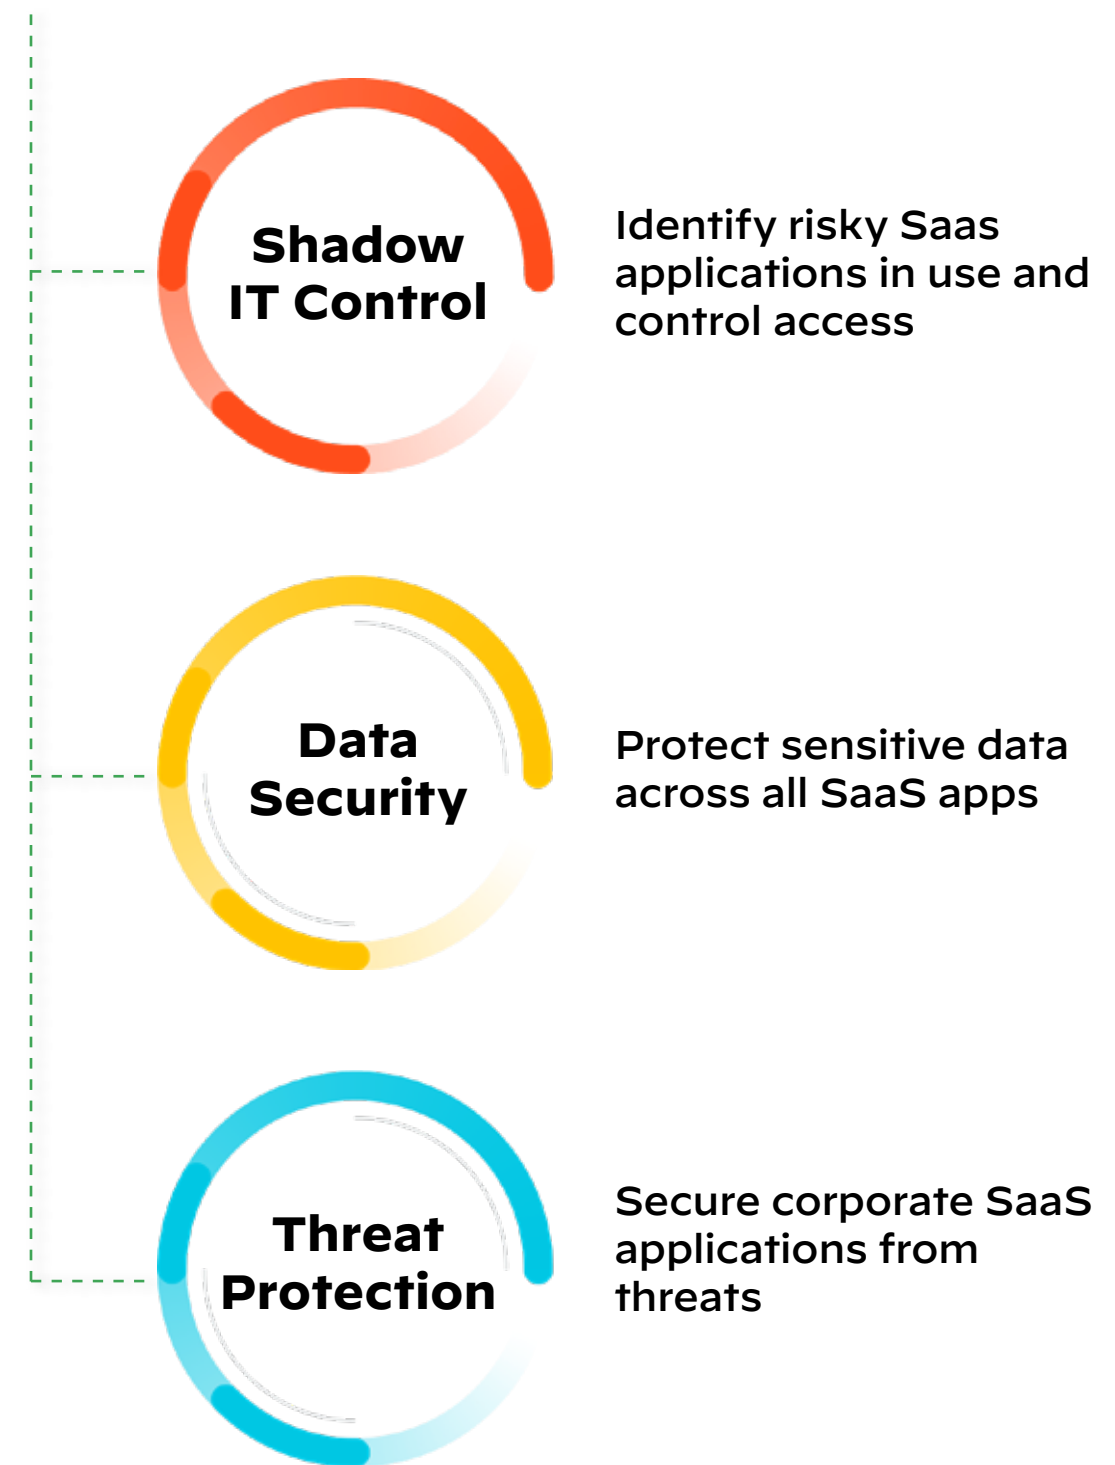 Shadow
IT Control
Identify risky Saas
applications in use and
control access
Data
Security
Protect sensitive data
across all SaaS apps
Threat
Protection
Secure corporate SaaS
applications from
threats